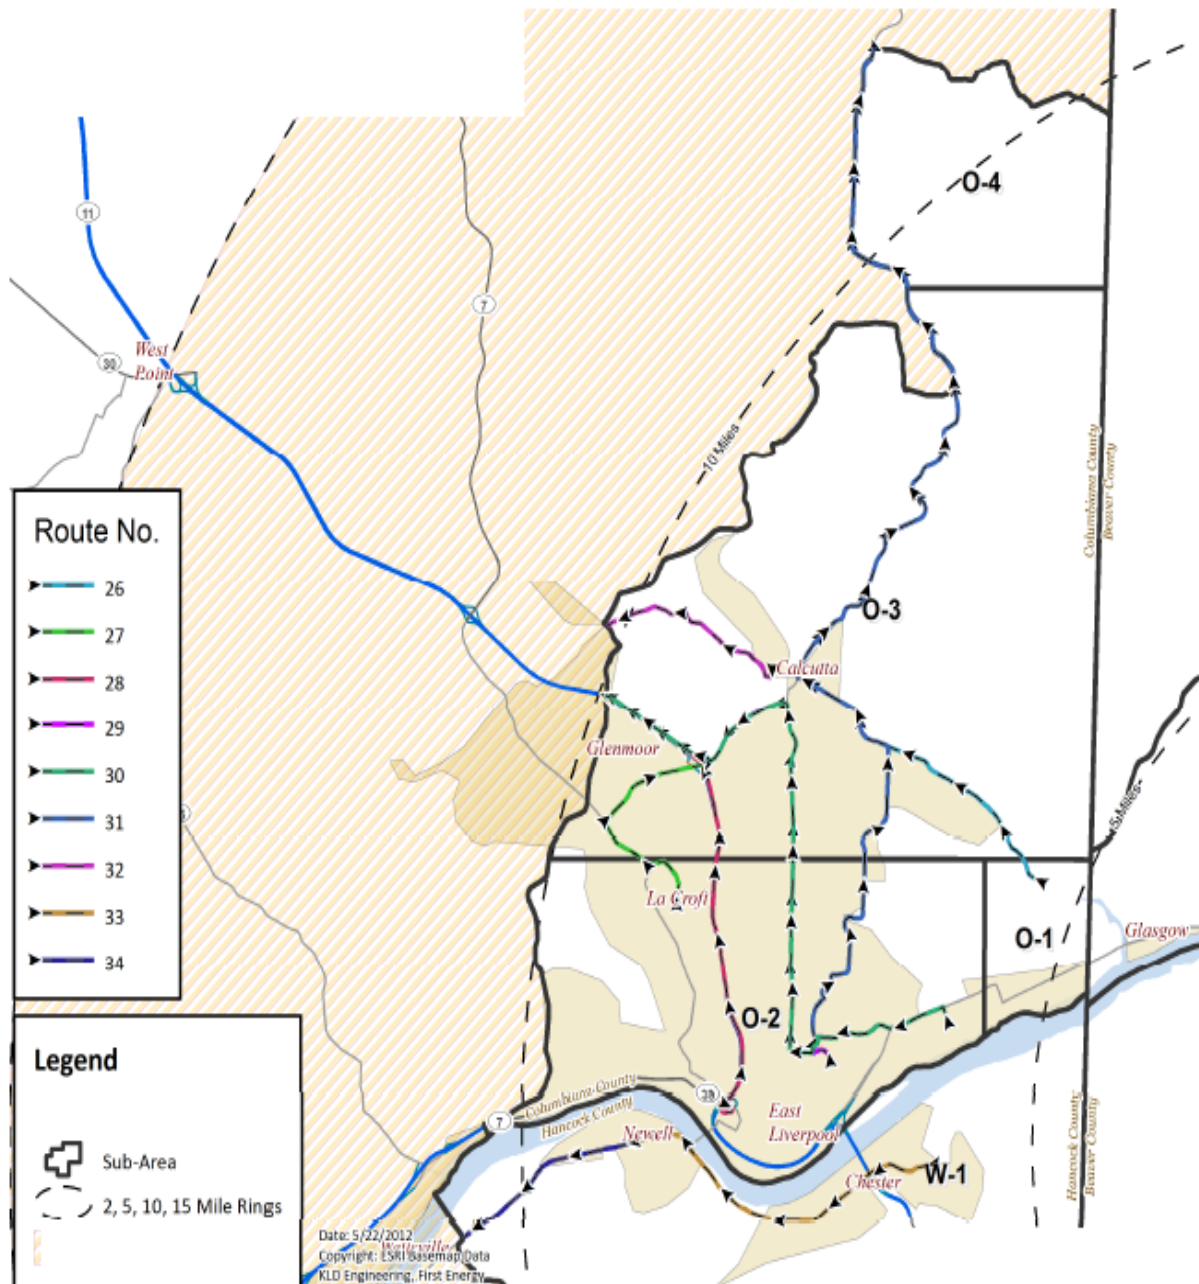 O-4
11
7
West
Point
30
10 Miles
Columbiana County
Beaver County
Route No.
26
27
28
29
30
31
32
33
34
O-3
Calcutta
Glenmoor
5 Miles
La Croft
O-1
Glasgow
O-2
Legend
Sub-Area
2, 5, 10, 15 Mile Rings
7
Columbiana County
Hancock County
39
East
Liverpool
Newell
Chester
W-1
Hancock County
Beaver County
Wellsville
Date: 5/22/2012
Copyright: ESRI Basemap Data
KLD Engineering, First Energy